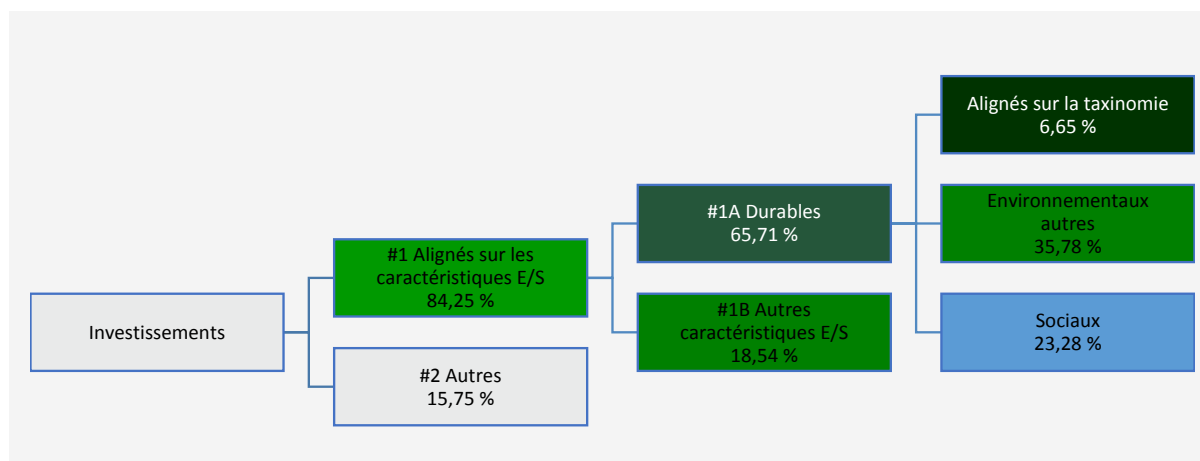 Investissements
#1 Alignés sur les
caractéristiques E/S
84,25 %
#2 Autres
15,75 %
#1A Durables
65,71 %
#1B Autres
caractéristiques E/S
18,54 %
Alignés sur la taxinomie
6,65 %
Environnementaux
autres
35,78 %
Sociaux
23,28 %